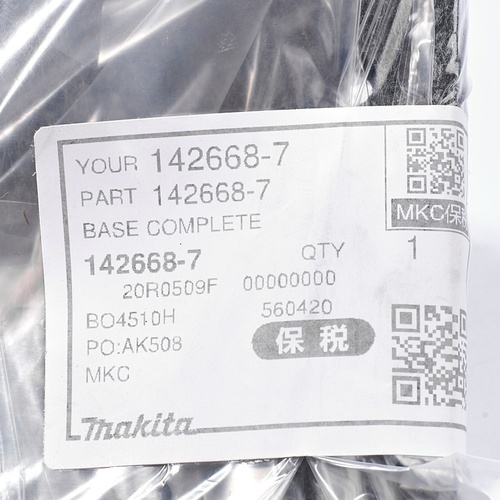 YOUR 142668-7
PART 142668-7
MKC保税
BASE COMPLETE
142668-7 QTY 1
20R0509F 00000000
BO4510H 560420
PO:AK508 保税
MKC
makita